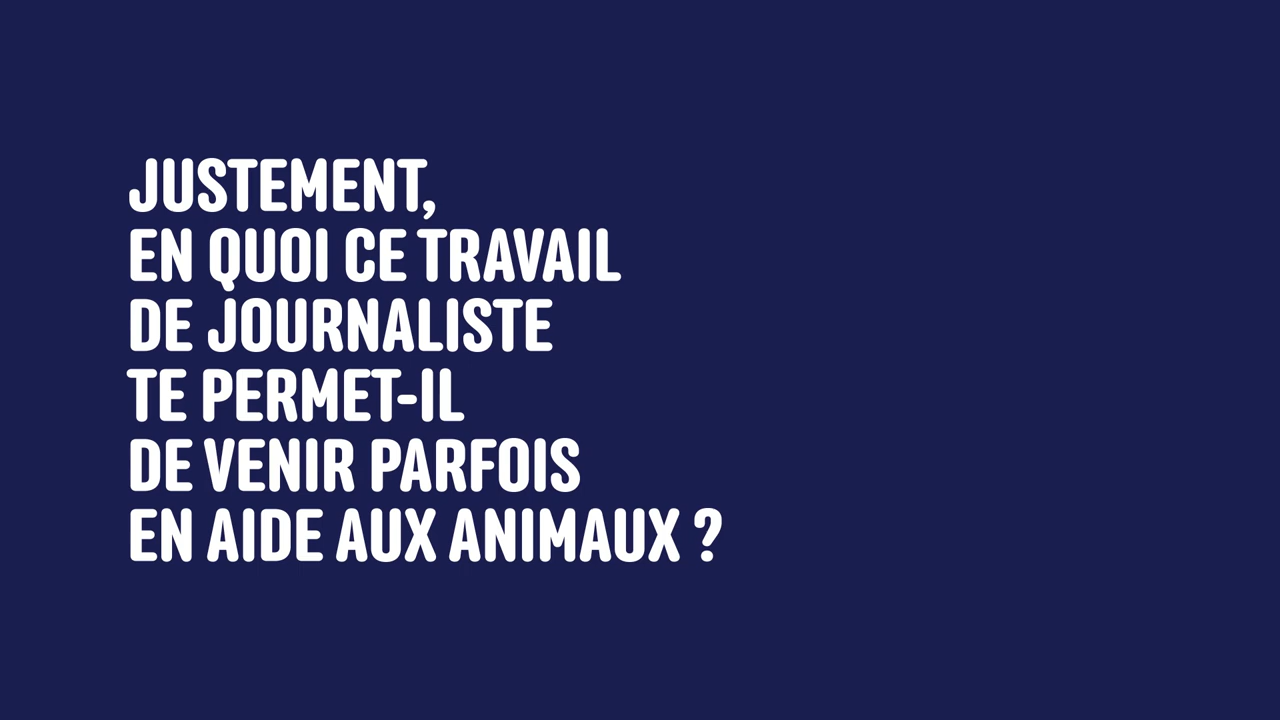 JUSTEMENT,
EN QUOI CE TRAVAIL
DE JOURNALISTE
TE PERMET-IL
DE VENIR PARFOIS
EN AIDE AUX ANIMAUX ?